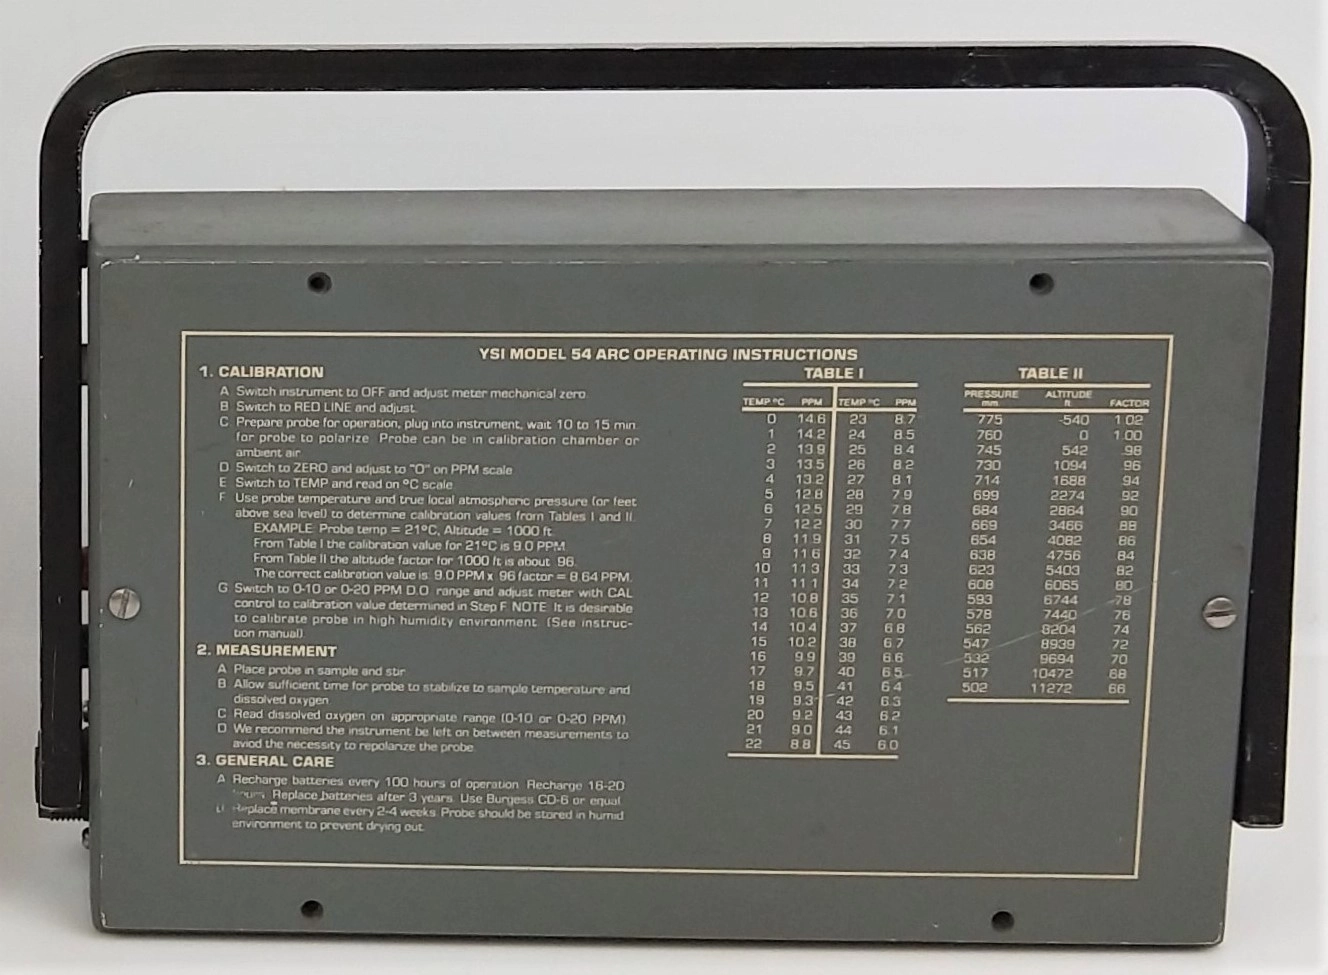 YSI MODEL 54 ARC OPERATING INSTRUCTIONS
1. CALIBRATION
A Switch instrument to OFF and adjust meter mechanical zero.
B Switch to RED LINE and adjust.
C Prepare probe for operation, plug into instrument, wait 10 to 15 min.
for probe to polarize Probe can be in calibration chamber or
ambient air
D Switch to ZERO and adjust to "0" on PPM scale
E Switch to TEMP and read on °C scale
F Use probe temperature and true local atmospheric pressure (or feet
above sea level) to determine calibration values from Tables I and II.
EXAMPLE Probe temp = 21°C, Altitude = 1000 ft
From Table I the calibration value for 21°C is 9.0 PPM
From Table II the altitude factor for 1000 ft is about .96.
The correct calibration value is 9.0 PPM x .96 factor = 8.64 PPM.
G Switch to 0-10 or 0-20 PPM D.O. range and adjust meter with CAL
control to calibration value determined in Step F. NOTE It is desirable
to calibrate probe in high humidity environment. (See instruc-
tion manual)
2. MEASUREMENT
A Place probe in sample and stir
B Allow sufficient time for probe to stabilize to sample temperature and
dissolved oxygen
C Read dissolved oxygen on appropriate range (0-10 or 0-20 PPM)
D We recommend the instrument be left on between measurements to
aviod the necessity to repolarize the probe
3. GENERAL CARE
A Recharge batteries every 100 hours of operation Recharge 16-20
hours Replace batteries after 3 years. Use Burgess CD-6 or equal
Replace membrane every 2-4 weeks. Probe should be stored in humid
environment to prevent drying out.
TABLE I
TEMP °C PPM TEMP °C PPM
0 14.6 23 8.7
1 14.2 24 8.5
2 13.9 25 8.4
3 13.5 26 8.2
4 13.2 27 8.1
5 12.8 28 7.9
6 12.5 29 7.8
7 12.2 30 7.7
8 11.9 31 7.5
9 11.6 32 7.4
10 11.3 33 7.3
11 11.1 34 7.2
12 10.8 35 7.1
13 10.6 36 7.0
14 10.4 37 6.8
15 10.2 38 6.7
16 9.9 39 6.6
17 9.7 40 6.5
18 9.5 41 6.4
19 9.3 42 6.3
20 9.2 43 6.2
21 9.0 44 6.1
22 8.8 45 6.0
TABLE II
PRESSURE ALTITUDE
mm ft. FACTOR
775 -540 1.02
760 0 1.00
745 542 .98
730 1094 .96
714 1688 .94
699 2274 .92
684 2864 .90
669 3466 .88
654 4082 .86
638 4756 .84
623 5403 .82
608 6065 .80
593 6744 .78
578 7440 .76
562 8204 .74
547 8939 .72
532 9694 .70
517 10472 .68
502 11272 .66